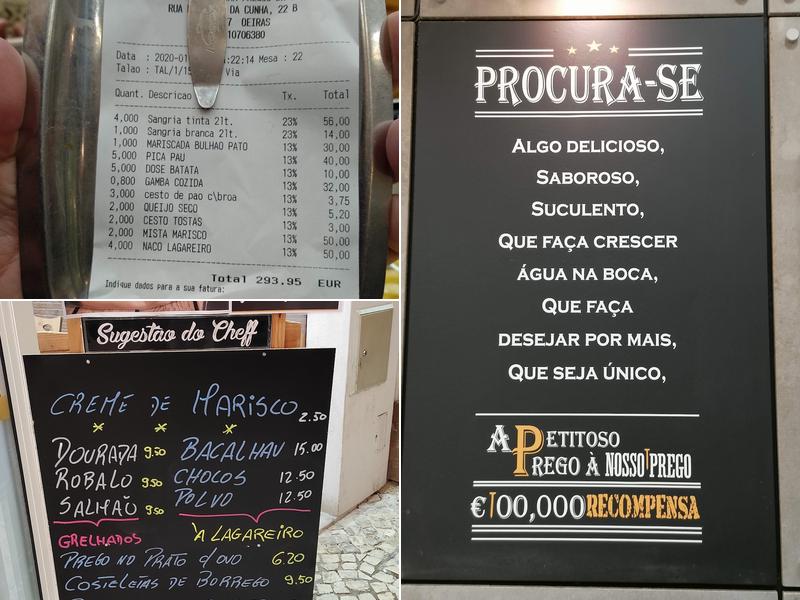 RUA DA CUNHA, 22 B
OEIRAS
10706380
Data : 2020-01 :22:14 Mesa : 22
Talao : TAL/1/15 Via
Quant. Descricao Tx. Total
4,000 Sangria tinta 2lt. 23% 56,00
1,000 Sangria branca 2lt. 23% 14,00
1,000 MARISCADA BULHAO PATO 13% 30,00
5,000 PICA PAU 13% 40,00
5,000 DOSE BATATA 13% 10,00
0,800 GAMBA COZIDA 13% 32,00
3,000 cesto de pao c\broa 13% 3,75
2,000 QUEIJO SECO 13% 5,20
2,000 CESTO TOSTAS 13% 3,00
2,000 MISTA MARISCO 13% 50,00
4,000 NACO LAGAREIRO 13% 50,00
Total 293.95 EUR
Indique dados para a sua fatura:
Sugestão do Cheff
CREME DE MARISCO 2.50
DOURADA 9.50 BACALHAU 15.00
ROBALO 9.50 CHOCOS 12.50
SALMÃO 9.50 POLVO 12.50
GRELHADOS À LAGAREIRO
PREGO NO PRATO c/OVO 6.20
COSTELETAS DE BORREGO 9.50
PROCURA-SE
ALGO DELICIOSO,
SABOROSO,
SUCULENTO,
QUE FAÇA CRESCER
ÁGUA NA BOCA,
QUE FAÇA
DESEJAR POR MAIS,
QUE SEJA ÚNICO,
APETITOSO
PREGO À NOSSO PREGO
€100,000 RECOMPENSA